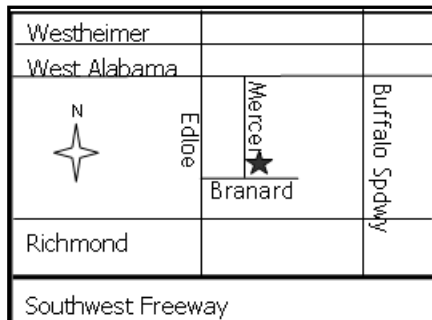 Westheimer
West Alabama
N
Edloe
Mercer
Buffalo Spdwy
Branard
Richmond
Southwest Freeway